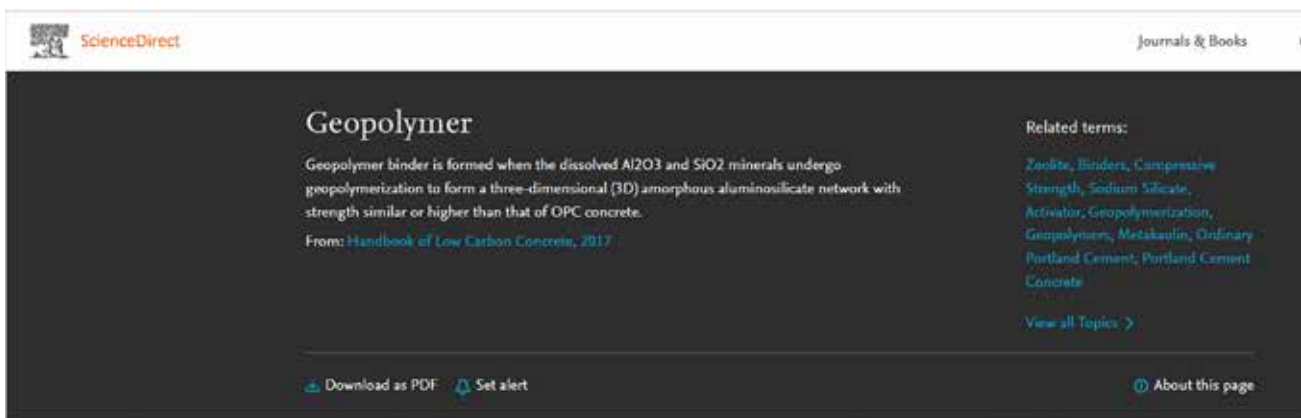 ScienceDirect
Journals & Books
Geopolymer
Geopolymer binder is formed when the dissolved Al2O3 and SiO2 minerals undergo
geopolymerization to form a three-dimensional (3D) amorphous aluminosilicate network with
strength similar or higher than that of OPC concrete.
From: Handbook of Low Carbon Concrete, 2017
Related terms:
Zeolite, Binders, Compressive
Strength, Sodium Silicate,
Activator, Geopolymerization,
Geopolymers, Metakaolin, Ordinary
Portland Cement, Portland Cement
Concrete
View all Topics >
Download as PDF
Set alert
About this page